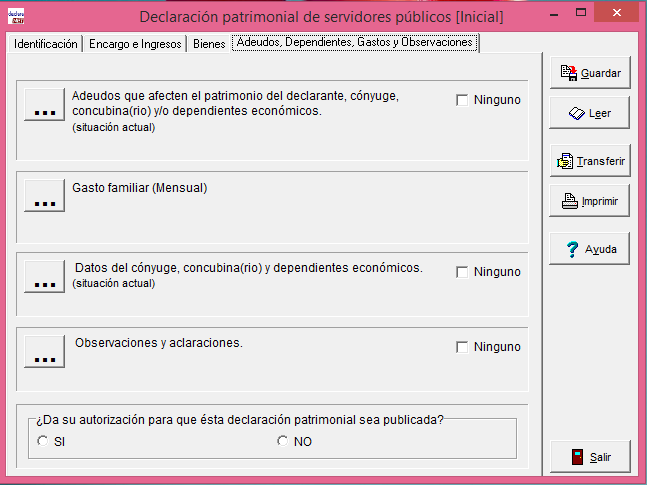 Declaración patrimonial de servidores públicos [Inicial]
Identificación
Encargo e Ingresos
Bienes
Adeudos, Dependientes, Gastos y Observaciones
...
Adeudos que afecten el patrimonio del declarante, cónyuge,
concubina(rio) y/o dependientes económicos.
(situación actual)
Ninguno
...
Gasto familiar (Mensual)
...
Datos del cónyuge, concubina(rio) y dependientes económicos.
(situación actual)
Ninguno
...
Observaciones y aclaraciones.
Ninguno
¿Da su autorización para que ésta declaración patrimonial sea publicada?
SI
NO
Guardar
Leer
Transferir
Imprimir
? Ayuda
Salir